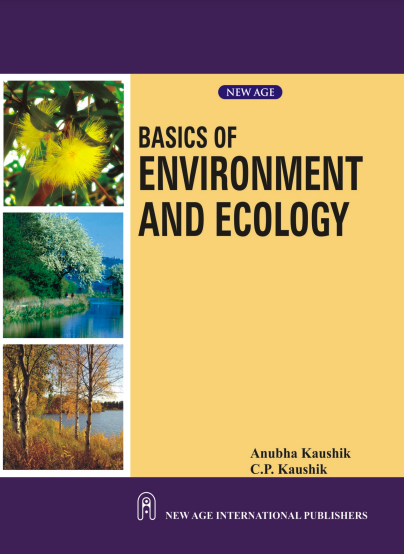 NEW AGE
BASICS OF
ENVIRONMENT
AND ECOLOGY
Anubha Kaushik
C.P. Kaushik
NEW AGE INTERNATIONAL PUBLISHERS